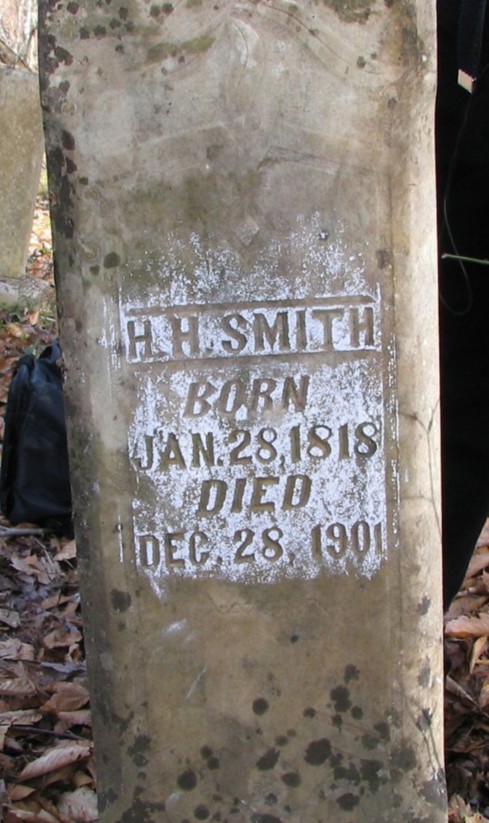 H. H. SMITH
BORN
JAN. 28, 1818
DIED
DEC. 28, 1901